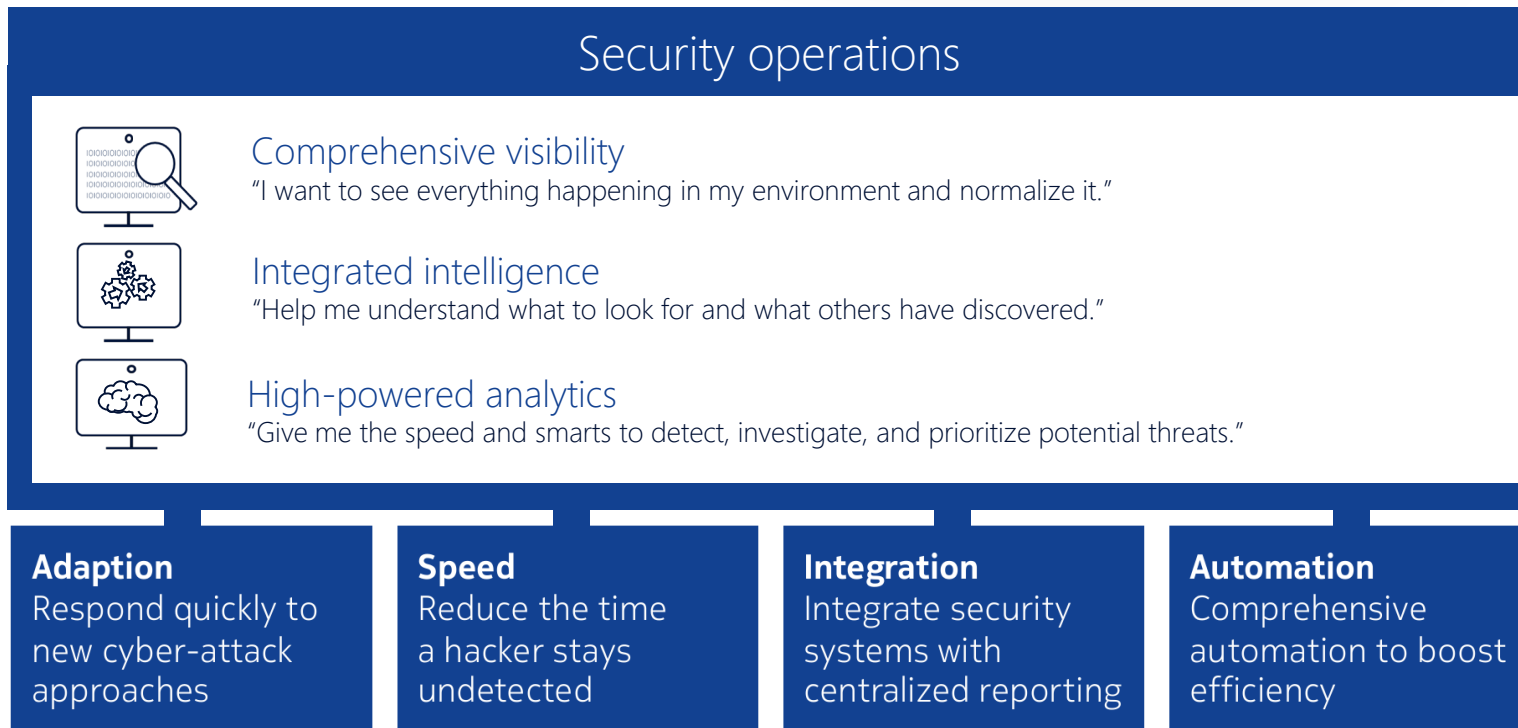 Security operations
Comprehensive visibility
“I want to see everything happening in my environment and normalize it.”
Integrated intelligence
“Help me understand what to look for and what others have discovered.”
High-powered analytics
“Give me the speed and smarts to detect, investigate, and prioritize potential threats.”
Adaption
Respond quickly to
new cyber-attack
approaches
Speed
Reduce the time
a hacker stays
undetected
Integration
Integrate security
systems with
centralized reporting
Automation
Comprehensive
automation to boost
efficiency